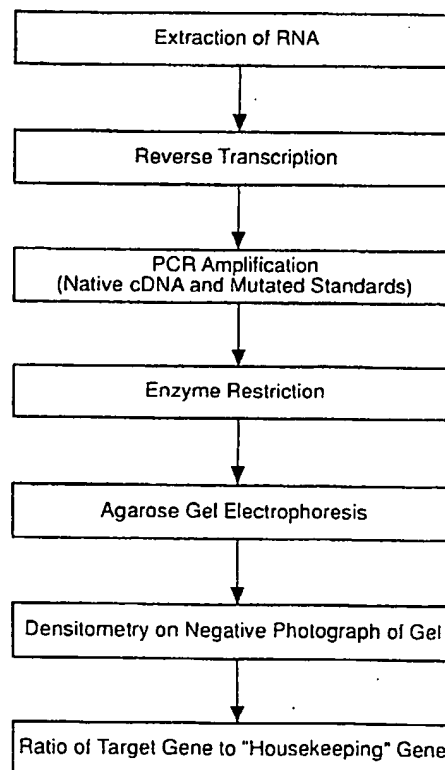 Extraction of RNA
Reverse Transcription
PCR Amplification
(Native cDNA and Mutated Standards)
Enzyme Restriction
Agarose Gel Electrophoresis
Densitometry on Negative Photograph of Gel
Ratio of Target Gene to "Housekeeping" Gene